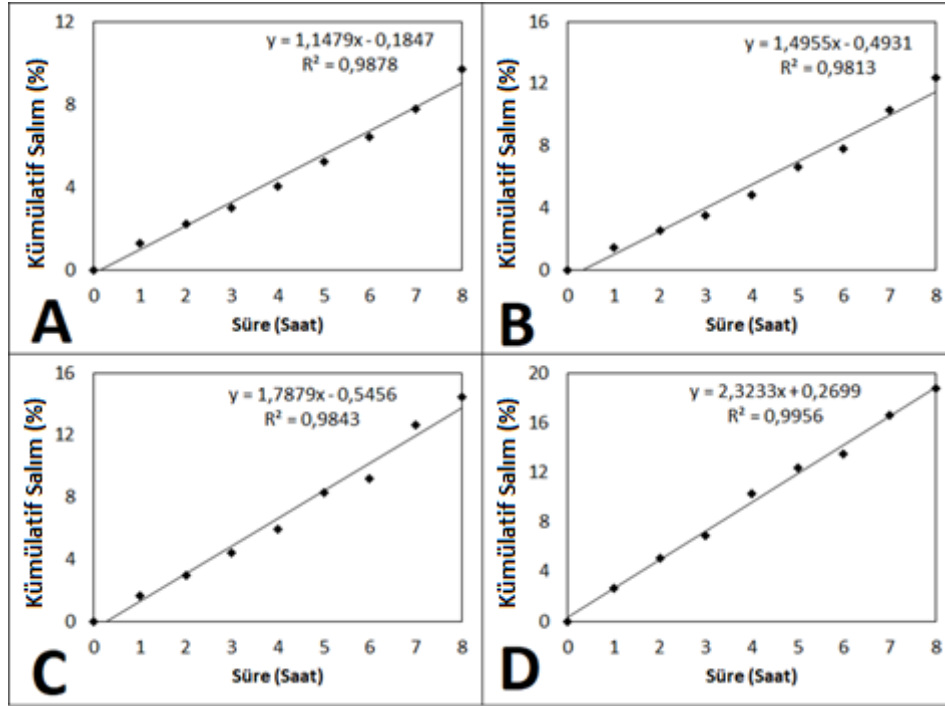 Kümülatif Salım (%)
12
8
4
0
y = 1,1479x - 0,1847
R² = 0,9878
0 1 2 3 4 5 6 7 8
Süre (Saat)
A
Kümülatif Salım (%)
16
12
8
4
0
y = 1,4955x - 0,4931
R² = 0,9813
0 1 2 3 4 5 6 7 8
Süre (Saat)
B
Kümülatif Salım (%)
16
12
8
4
0
y = 1,7879x - 0,5456
R² = 0,9843
0 1 2 3 4 5 6 7 8
Süre (Saat)
C
Kümülatif Salım (%)
20
16
12
8
4
0
y = 2,3233x + 0,2699
R² = 0,9956
0 1 2 3 4 5 6 7 8
Süre (Saat)
D